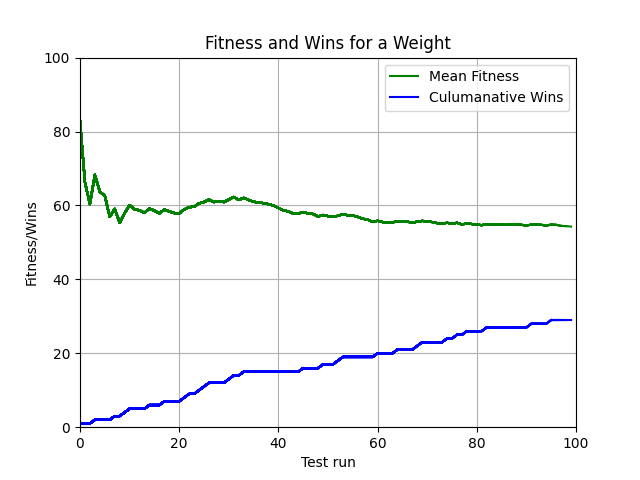 Fitness and Wins for a Weight
Mean Fitness
Culumanative Wins
Fitness/Wins
100
80
60
40
20
0
0 20 40 60 80 100
Test run